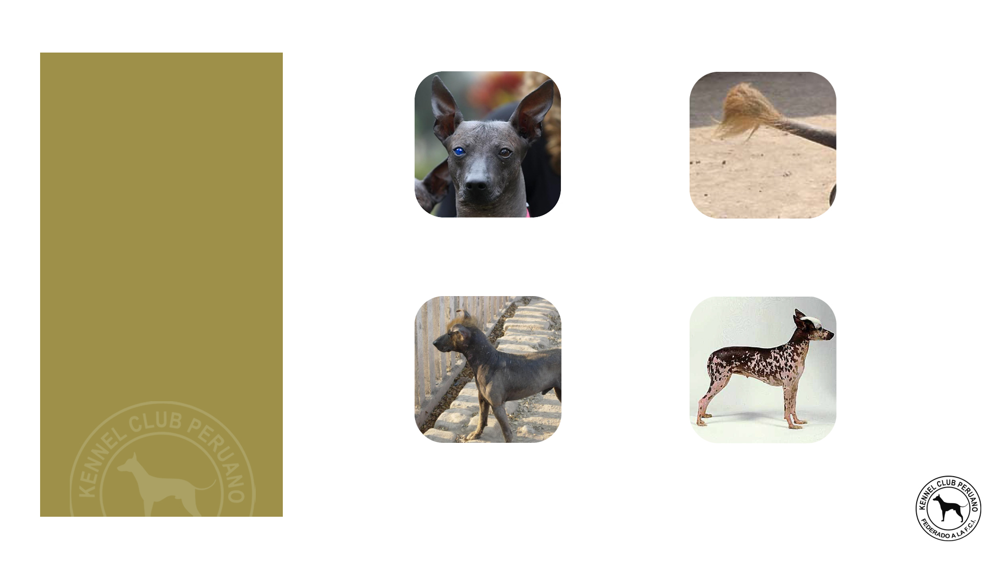 KENNEL CLUB PERUANO
KENNEL CLUB PERUANO
FEDERADO A LA F.C.I.